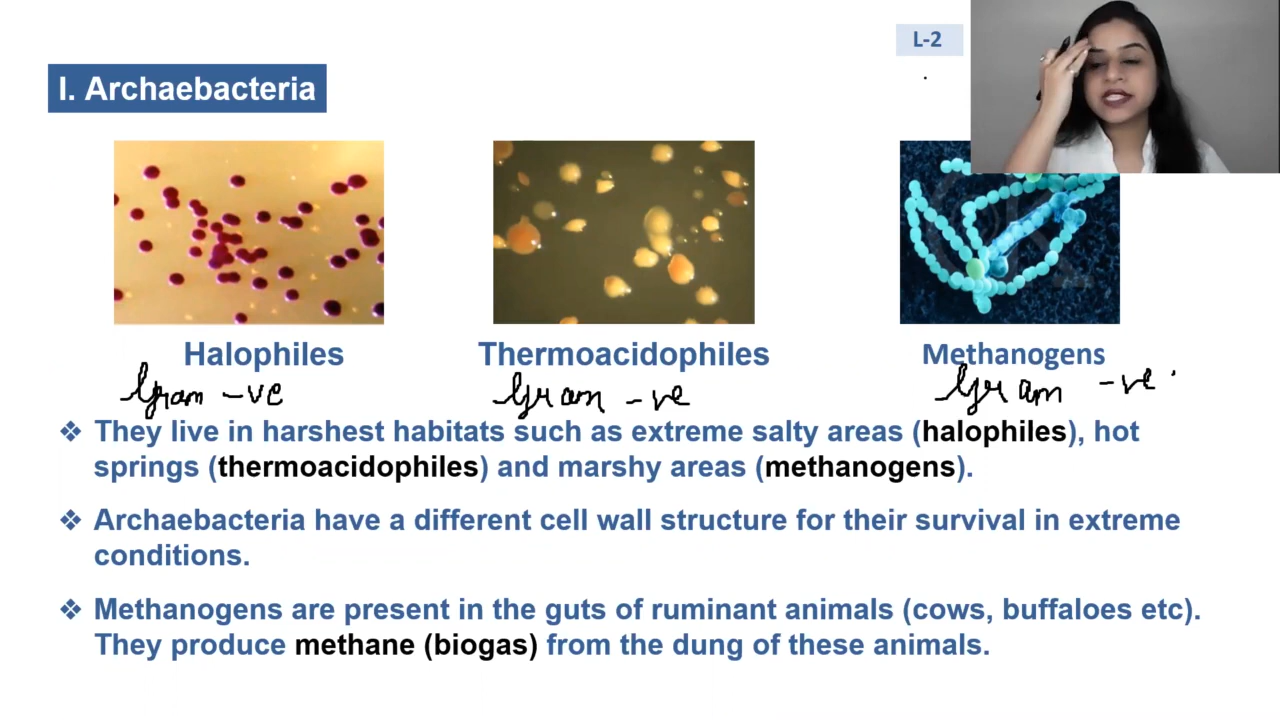 L-2
I. Archaebacteria
Halophiles Thermoacidophiles Methanogens
Gram -ve Gram -ve Gram -ve
❖ They live in harshest habitats such as extreme salty areas (halophiles), hot
springs (thermoacidophiles) and marshy areas (methanogens).
❖ Archaebacteria have a different cell wall structure for their survival in extreme
conditions.
❖ Methanogens are present in the guts of ruminant animals (cows, buffaloes etc).
They produce methane (biogas) from the dung of these animals.